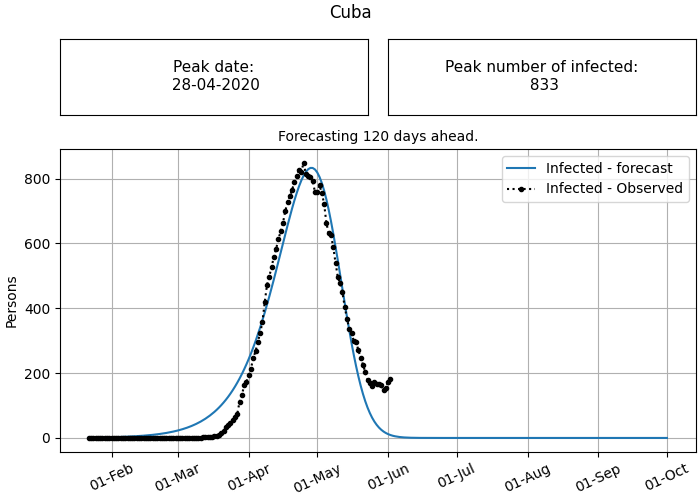 Cuba
Peak date:
28-04-2020
Peak number of infected:
833
Forecasting 120 days ahead.
Infected - forecast
Infected - Observed
Persons
800
600
400
200
0
01-Feb
01-Mar
01-Apr
01-May
01-Jun
01-Jul
01-Aug
01-Sep
01-Oct